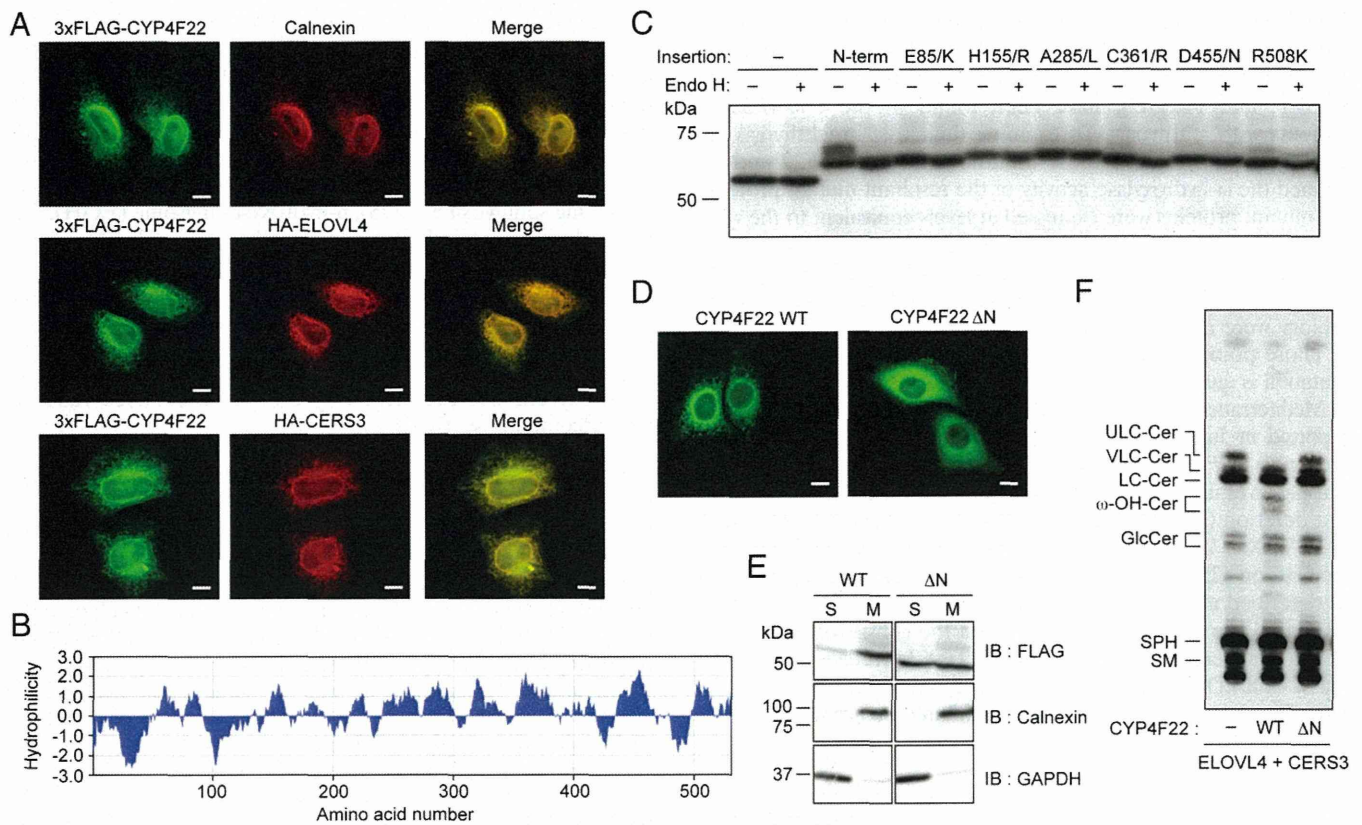 A
3xFLAG-CYP4F22 Calnexin Merge
3xFLAG-CYP4F22 HA-ELOVL4 Merge
3xFLAG-CYP4F22 HA-CERS3 Merge
B
Hydrophilicity
3.0
2.0
1.0
0.0
-1.0
-2.0
-3.0
100 200 300 400 500
Amino acid number
C
Insertion: – N-term E85/K H155/R A285/L C361/R D455/N R508K
Endo H: – + – + – + – + – + – + – + – +
kDa
75
50
D
CYP4F22 WT CYP4F22 ΔN
E
WT ΔN
S M S M
kDa
50
IB : FLAG
100
75
IB : Calnexin
37
IB : GAPDH
F
ULC-Cer
VLC-Cer
LC-Cer
ω-OH-Cer
GlcCer
SPH
SM
CYP4F22 : – WT ΔN
ELOVL4 + CERS3